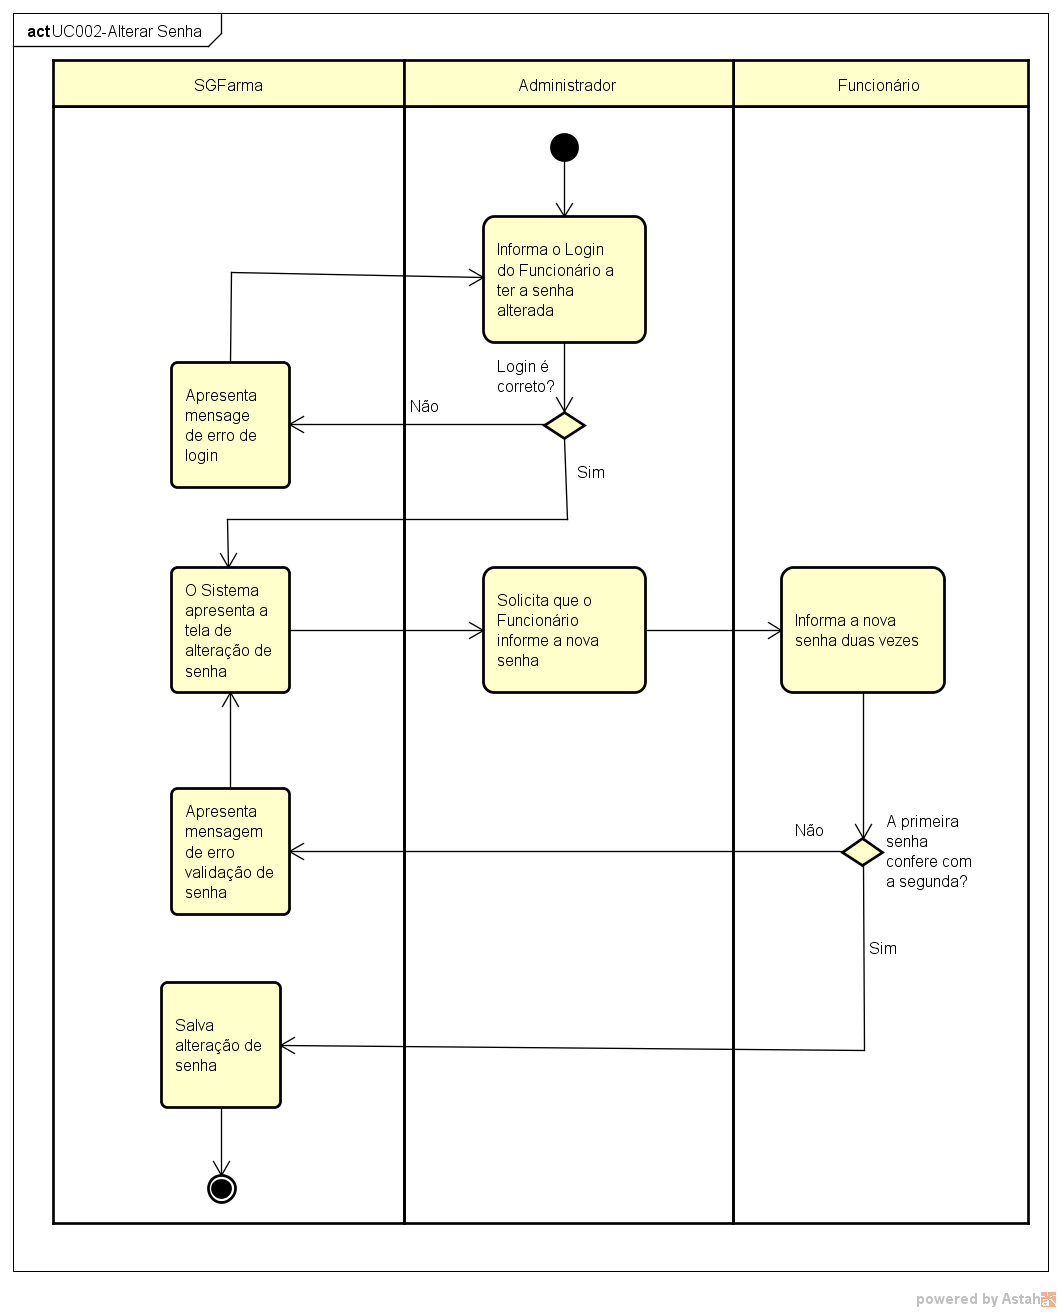 act UC002-Alterar Senha
SGFarma
Administrador
Funcionário
Informa o Login
do Funcionário a
ter a senha
alterada
Login é
correto?
Não
Apresenta
mensage
de erro de
login
Sim
O Sistema
apresenta a
tela de
alteração de
senha
Solicita que o
Funcionário
informe a nova
senha
Informa a nova
senha duas vezes
Apresenta
mensagem
de erro
validação de
senha
Não
A primeira
senha
confere com
a segunda?
Sim
Salva
alteração de
senha
powered by Astah